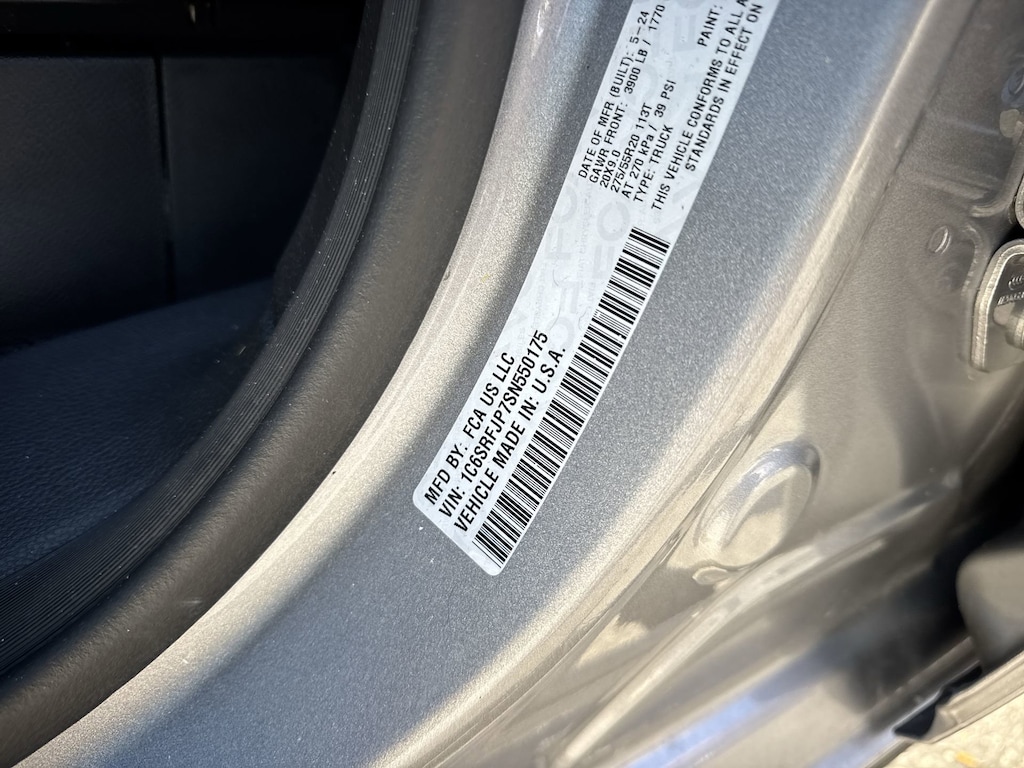 MFD BY: FCA US LLC
VIN: 1C6SRFJP7SN550175
VEHICLE MADE IN: U.S.A.
DATE OF MFR (BUILT): 5-24
GAWR FRONT: 3900 LB / 1770
20X9.0
275/55R20 113T
AT 270 kPa / 39 PSI
TYPE: TRUCK PAINT:
THIS VEHICLE CONFORMS TO ALL A
STANDARDS IN EFFECT ON